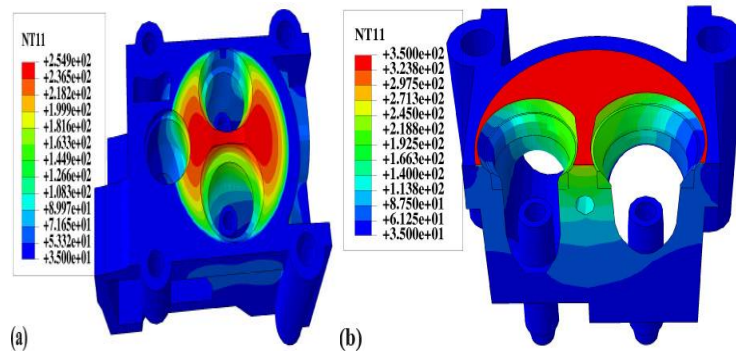 NT11
+2.549e+02
+2.365e+02
+2.182e+02
+1.999e+02
+1.816e+02
+1.633e+02
+1.449e+02
+1.266e+02
+1.083e+02
+8.997e+01
+7.165e+01
+5.332e+01
+3.500e+01
(a)
NT11
+3.500e+02
+3.238e+02
+2.975e+02
+2.713e+02
+2.450e+02
+2.188e+02
+1.925e+02
+1.663e+02
+1.400e+02
+1.138e+02
+8.750e+01
+6.125e+01
+3.500e+01
(b)